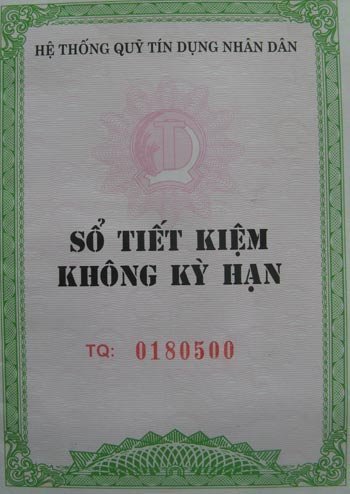 HỆ THỐNG QUỸ TÍN DỤNG NHÂN DÂN
SỔ TIẾT KIỆM
KHÔNG KỲ HẠN
TQ: 0180500